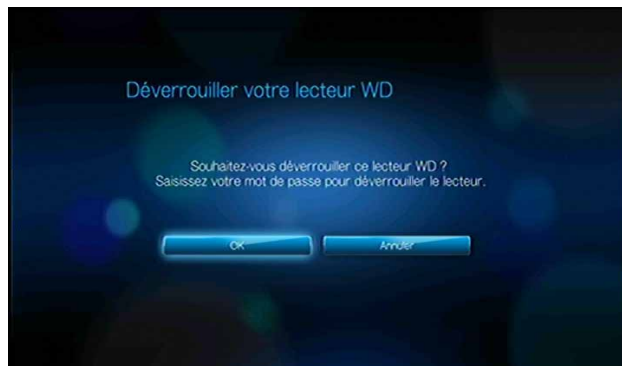 Déverrouiller votre lecteur WD
Souhaitez-vous déverrouiller ce lecteur WD ?
Saisissez votre mot de passe pour déverrouiller le lecteur.
OK
Annuler